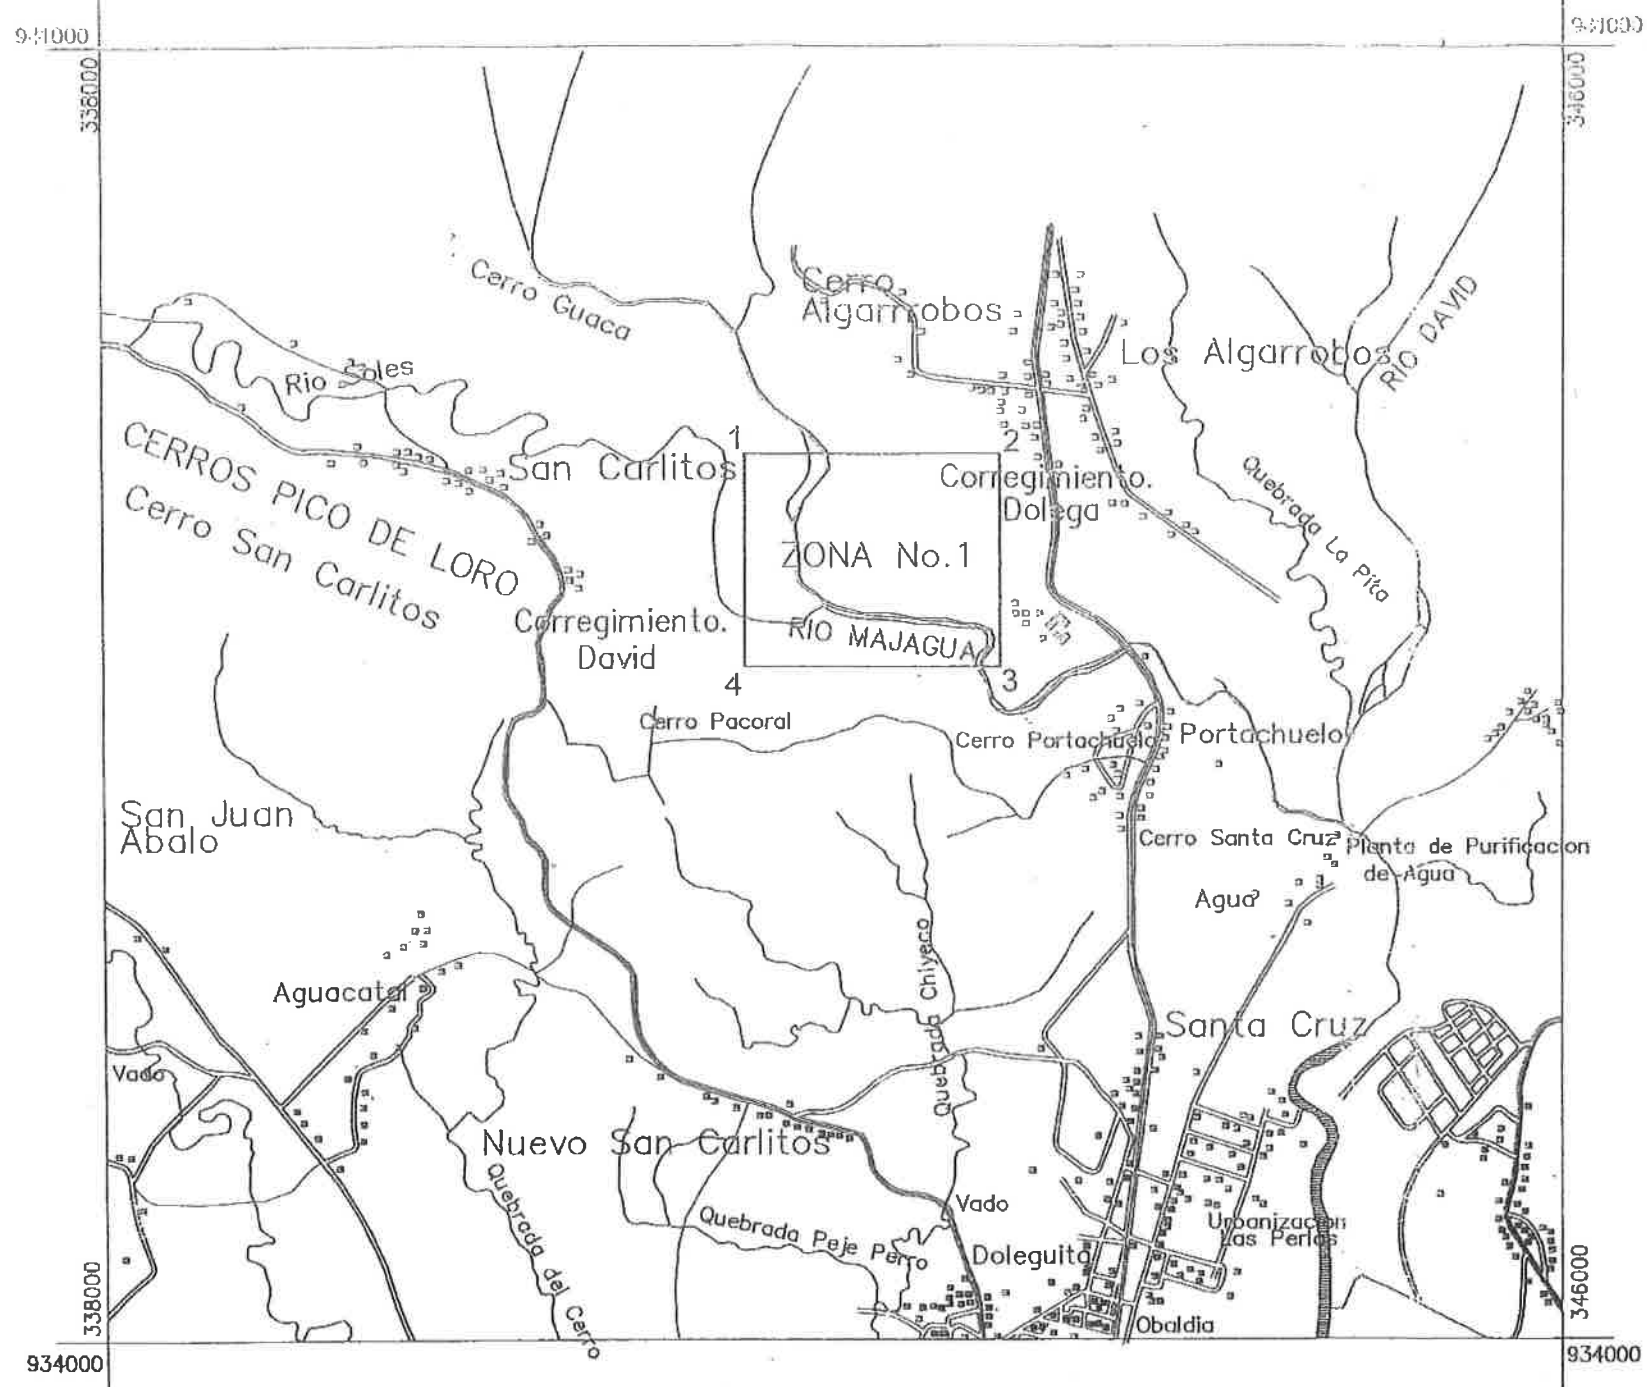 941000
941000
338000
346000
Cerro Guaca
Cerro
Algarrrobos
RIO DAVID
Los Algarrobos
Rio Soles
CERROS PICO DE LORO
Cerro San Carlitos
San Carlitos
1
2
Corregimiento.
Dolega
Quebrada La Pita
ZONA No.1
Corregimiento.
David
RIO MAJAGUA
4
3
Cerro Pacoral
Cerro Portachuelo
Portachuelo
San Juan
Abalo
Cerro Santa Cruz
Planta de Purificacion
de Agua
Agua
Quebrada Chiyeco
Aguacatal
Santa Cruz
Vado
Quebrada
Nuevo San Carlitos
Quebrada del Cerro
Vado
Quebrada Peje Perro
Urbanizacion
Las Perlas
Doleguita
338000
346000
Obaldia
934000
934000